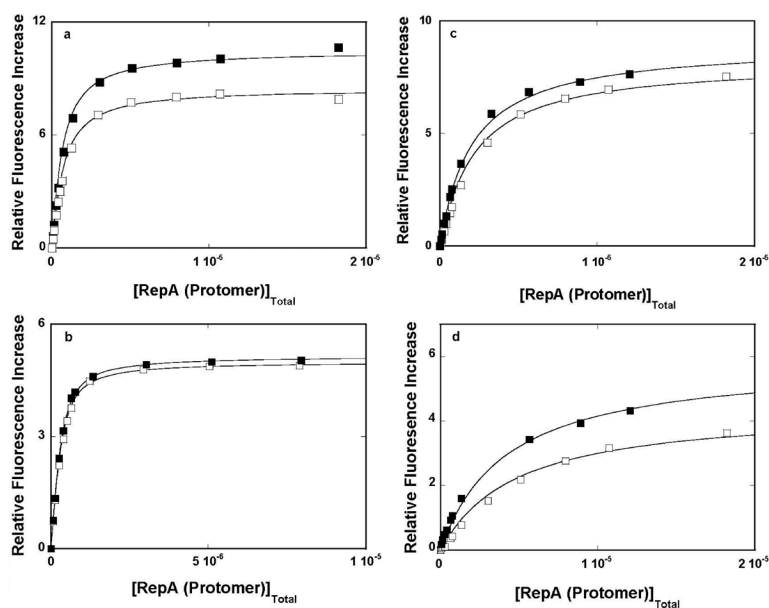 a
Relative Fluorescence Increase
12
6
0
0
1 10⁻⁵
2 10⁻⁵
[RepA (Protomer)]Total
c
Relative Fluorescence Increase
10
5
0
0
1 10⁻⁵
2 10⁻⁵
[RepA (Protomer)]Total
b
Relative Fluorescence Increase
6
3
0
0
5 10⁻⁶
1 10⁻⁵
[RepA (Protomer)]Total
d
Relative Fluoresence Increase
6
4
2
0
0
1 10⁻⁵
2 10⁻⁵
[RepA (Protomer)]Total